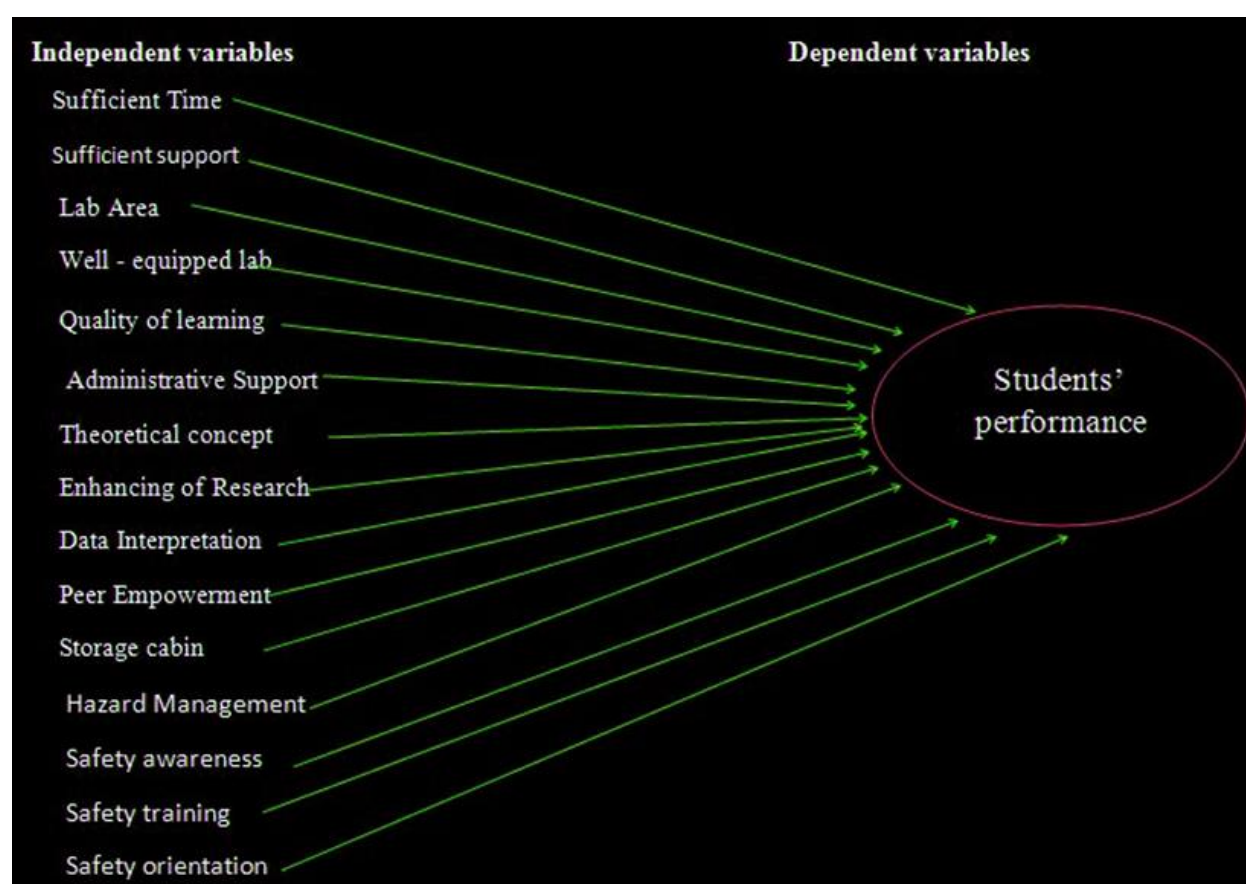 Independent variables
Dependent variables
Sufficient Time
Sufficient support
Lab Area
Well - equipped lab
Quality of learning
Administrative Support
Theoretical concept
Enhancing of Research
Data Interpretation
Peer Empowerment
Storage cabin
Hazard Management
Safety awareness
Safety training
Safety orientation
Students’
performance